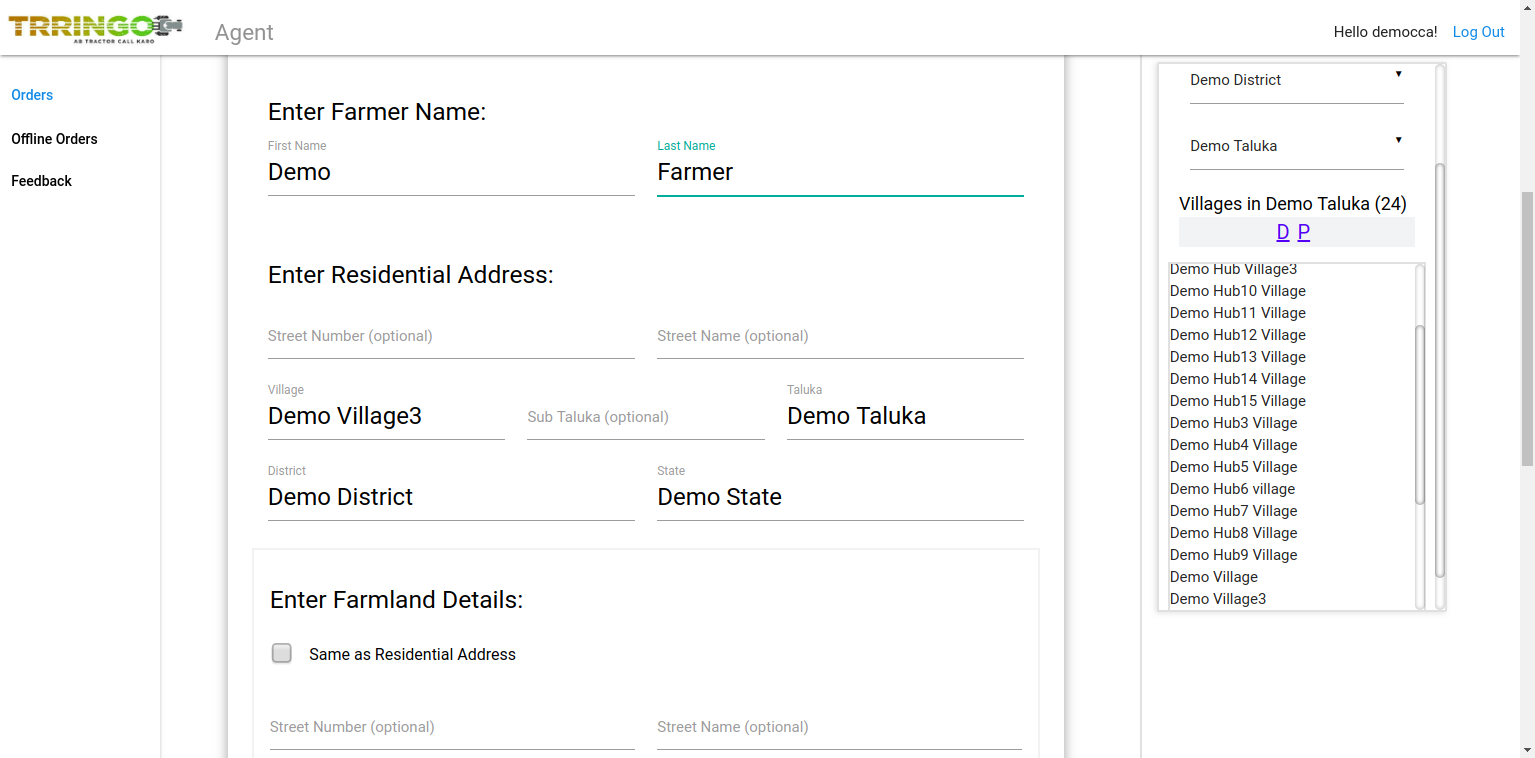 TRRINGO
AB TRACTOR CALL KARO
Agent
Hello democca!
Log Out
Orders
Offline Orders
Feedback
Enter Farmer Name:
First Name
Last Name
Demo
Farmer
Enter Residential Address:
Street Number (optional)
Street Name (optional)
Village
Taluka
Demo Village3
Sub Taluka (optional)
Demo Taluka
District
State
Demo District
Demo State
Enter Farmland Details:
Same as Residential Address
Street Number (optional)
Street Name (optional)
Demo District
Demo Taluka
Villages in Demo Taluka (24)
D P
Demo Hub Village3
Demo Hub10 Village
Demo Hub11 Village
Demo Hub12 Village
Demo Hub13 Village
Demo Hub14 Village
Demo Hub15 Village
Demo Hub3 Village
Demo Hub4 Village
Demo Hub5 Village
Demo Hub6 village
Demo Hub7 Village
Demo Hub8 Village
Demo Hub9 Village
Demo Village
Demo Village3